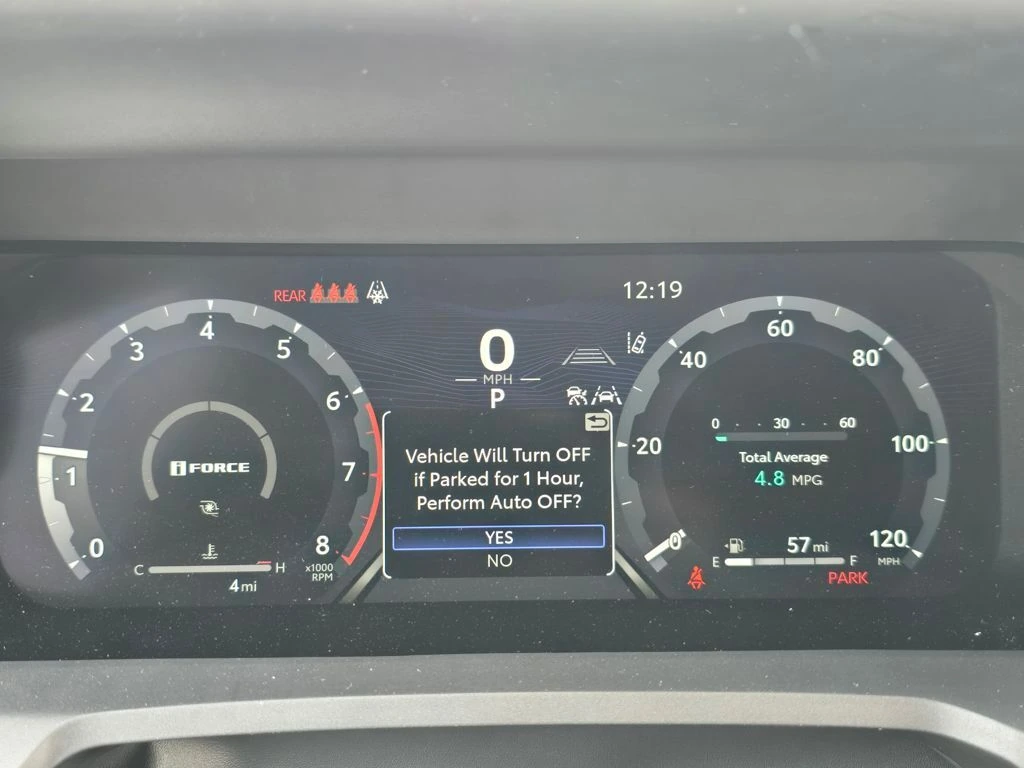 REAR
12:19
0
MPH
P
0
1
2
3
4
5
6
7
8
x1000
RPM
iFORCE
C
H
4 mi
Vehicle Will Turn OFF
if Parked for 1 Hour,
Perform Auto OFF?
YES
NO
0
20
40
60
80
100
120
MPH
0 30 60
Total Average
4.8 MPG
57 mi
E
F
PARK